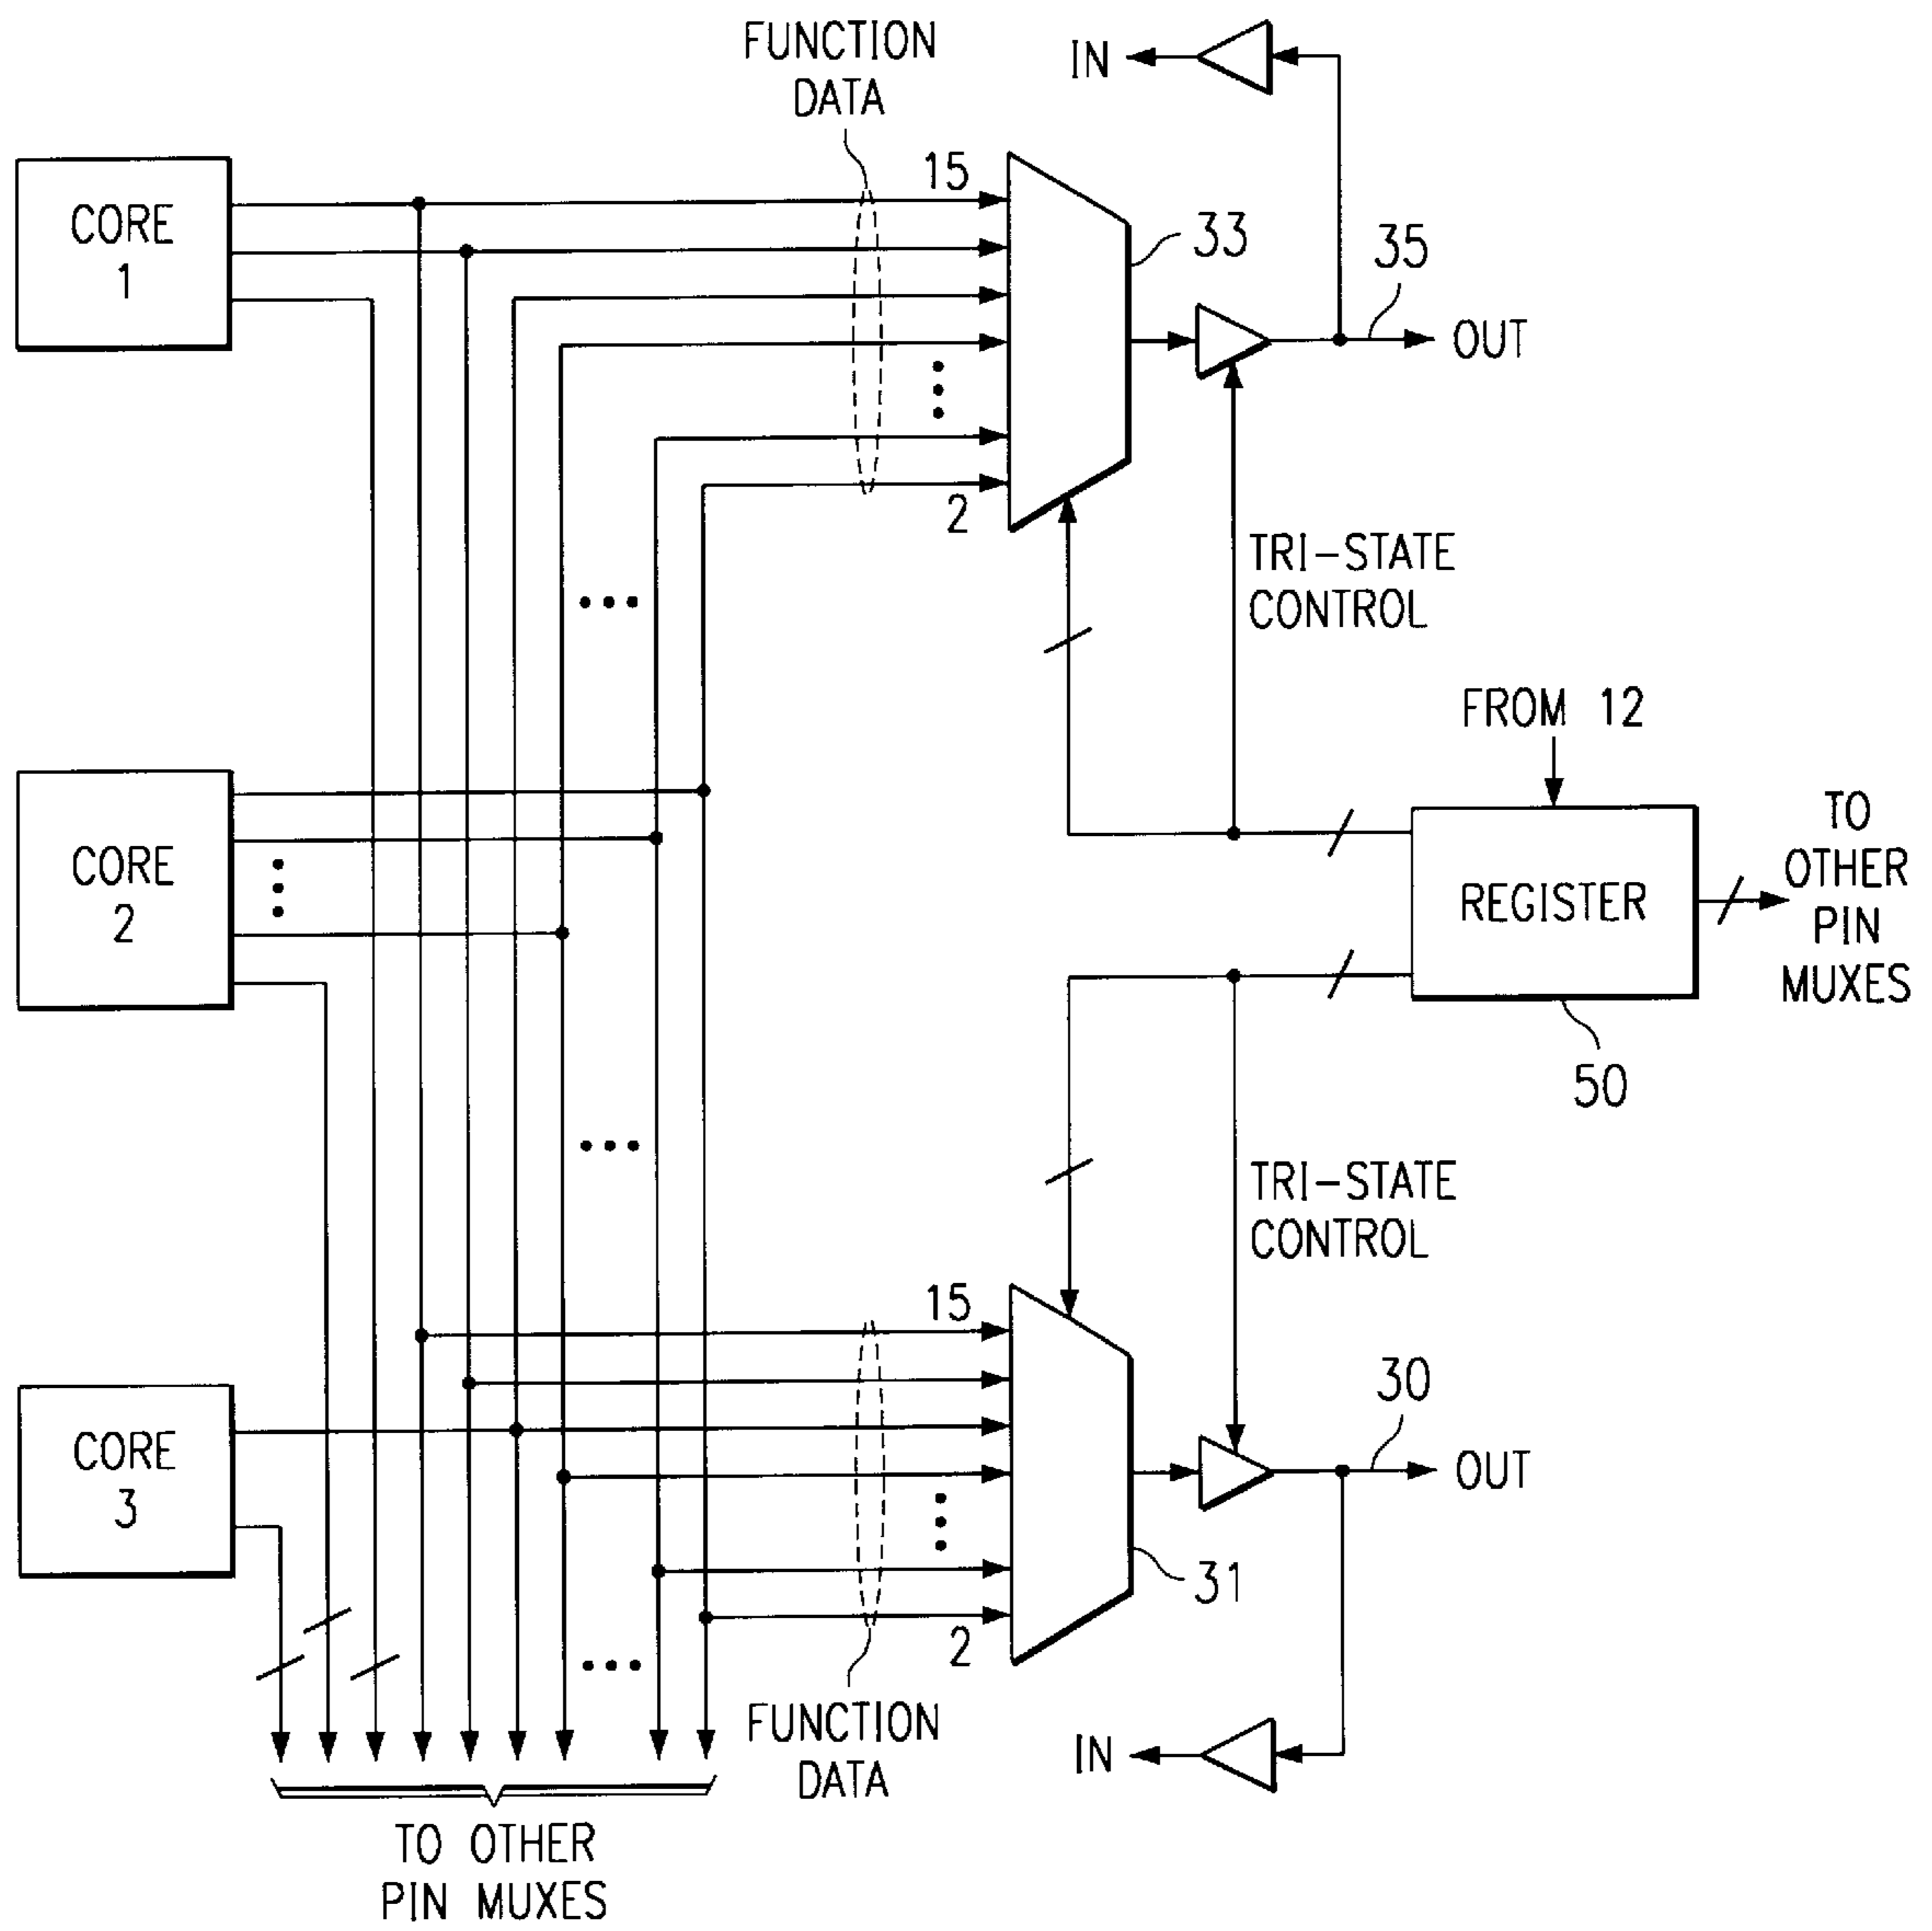 FUNCTION
DATA
IN
CORE
1
15
33
35
OUT
2
TRI-STATE
CONTROL
FROM 12
CORE
2
REGISTER
TO
OTHER
PIN
MUXES
50
TRI-STATE
CONTROL
15
CORE
3
30
OUT
31
2
FUNCTION
DATA
IN
TO OTHER
PIN MUXES